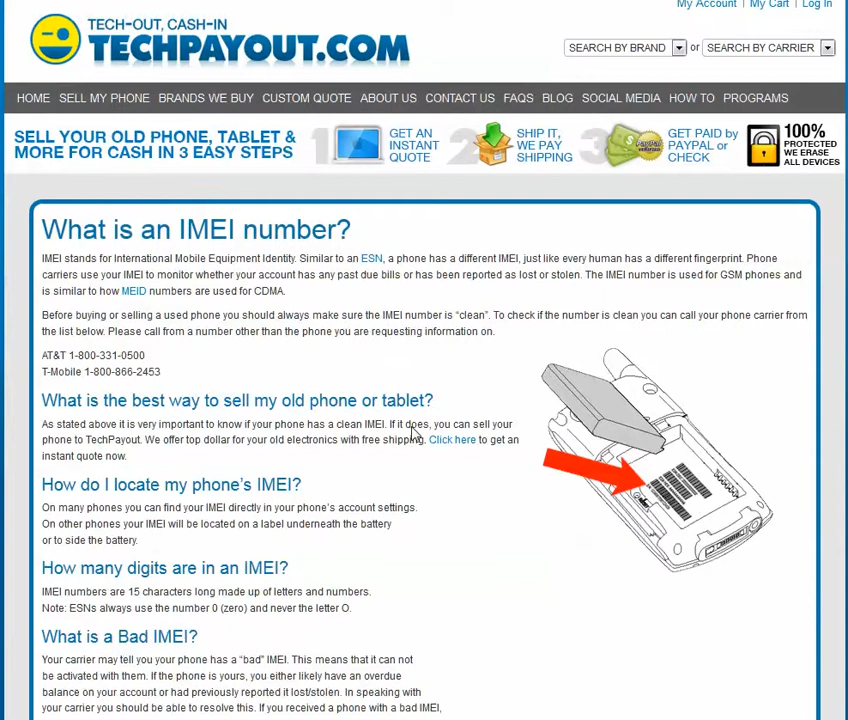 My Account | My Cart | Log In
TECH-OUT, CASH-IN
TECHPAYOUT.COM
SEARCH BY BRAND or SEARCH BY CARRIER
HOME SELL MY PHONE BRANDS WE BUY CUSTOM QUOTE ABOUT US CONTACT US FAQS BLOG SOCIAL MEDIA HOW TO PROGRAMS
SELL YOUR OLD PHONE, TABLET &
MORE FOR CASH IN 3 EASY STEPS
1 GET AN
INSTANT
QUOTE
2 SHIP IT,
WE PAY
SHIPPING
3 GET PAID by
PAYPAL or
CHECK
100%
PROTECTED
WE ERASE
ALL DEVICES
What is an IMEI number?
IMEI stands for International Mobile Equipment Identity. Similar to an ESN, a phone has a different IMEI, just like every human has a different fingerprint. Phone
carriers use your IMEI to monitor whether your account has any past due bills or has been reported as lost or stolen. The IMEI number is used for GSM phones and
is similar to how MEID numbers are used for CDMA.
Before buying or selling a used phone you should always make sure the IMEI number is “clean”. To check if the number is clean you can call your phone carrier from
the list below. Please call from a number other than the phone you are requesting information on.
AT&T 1-800-331-0500
T-Mobile 1-800-866-2453
What is the best way to sell my old phone or tablet?
As stated above it is very important to know if your phone has a clean IMEI. If it does, you can sell your
phone to TechPayout. We offer top dollar for your old electronics with free shipping. Click here to get an
instant quote now.
How do I locate my phone’s IMEI?
On many phones you can find your IMEI directly in your phone’s account settings.
On other phones your IMEI will be located on a label underneath the battery
or to side the battery.
How many digits are in an IMEI?
IMEI numbers are 15 characters long made up of letters and numbers.
Note: ESNs always use the number 0 (zero) and never the letter O.
What is a Bad IMEI?
Your carrier may tell you your phone has a “bad” IMEI. This means that it can not
be activated with them. If the phone is yours, you either likely have an overdue
balance on your account or had previously reported it lost/stolen. In speaking with
your carrier you should be able to resolve this. If you received a phone with a bad IMEI,